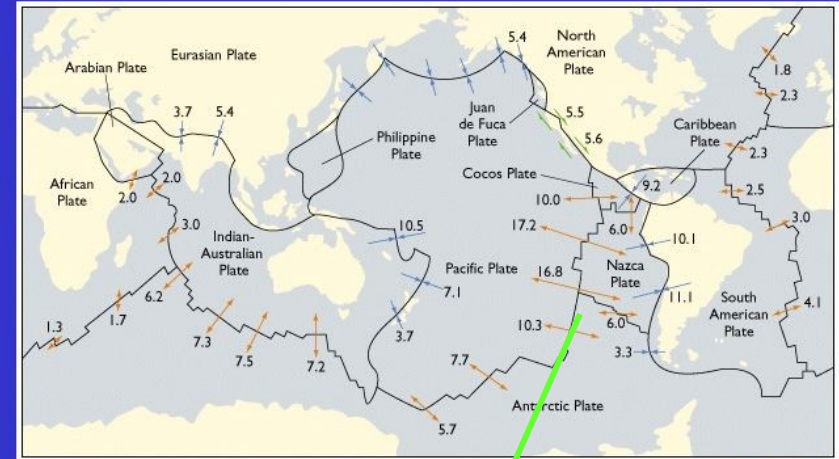 5.4
North
American
Plate
Eurasian Plate
Arabian Plate
1.8
2.3
3.7
5.4
Juan
de Fuca
Plate
5.5
5.6
Caribbean
Plate
Philippine
Plate
2.3
Cocos Plate
African
Plate
2.0
2.0
9.2
2.5
10.0
3.0
3.0
Indian-
Australian
Plate
10.5
17.2
6.0
10.1
Pacific Plate
16.8
Nazca
Plate
6.2
7.1
11.1
South
American
Plate
4.1
1.3
1.7
7.3
7.5
7.2
3.7
10.3
6.0
3.3
7.7
5.7
Antarctic Plate